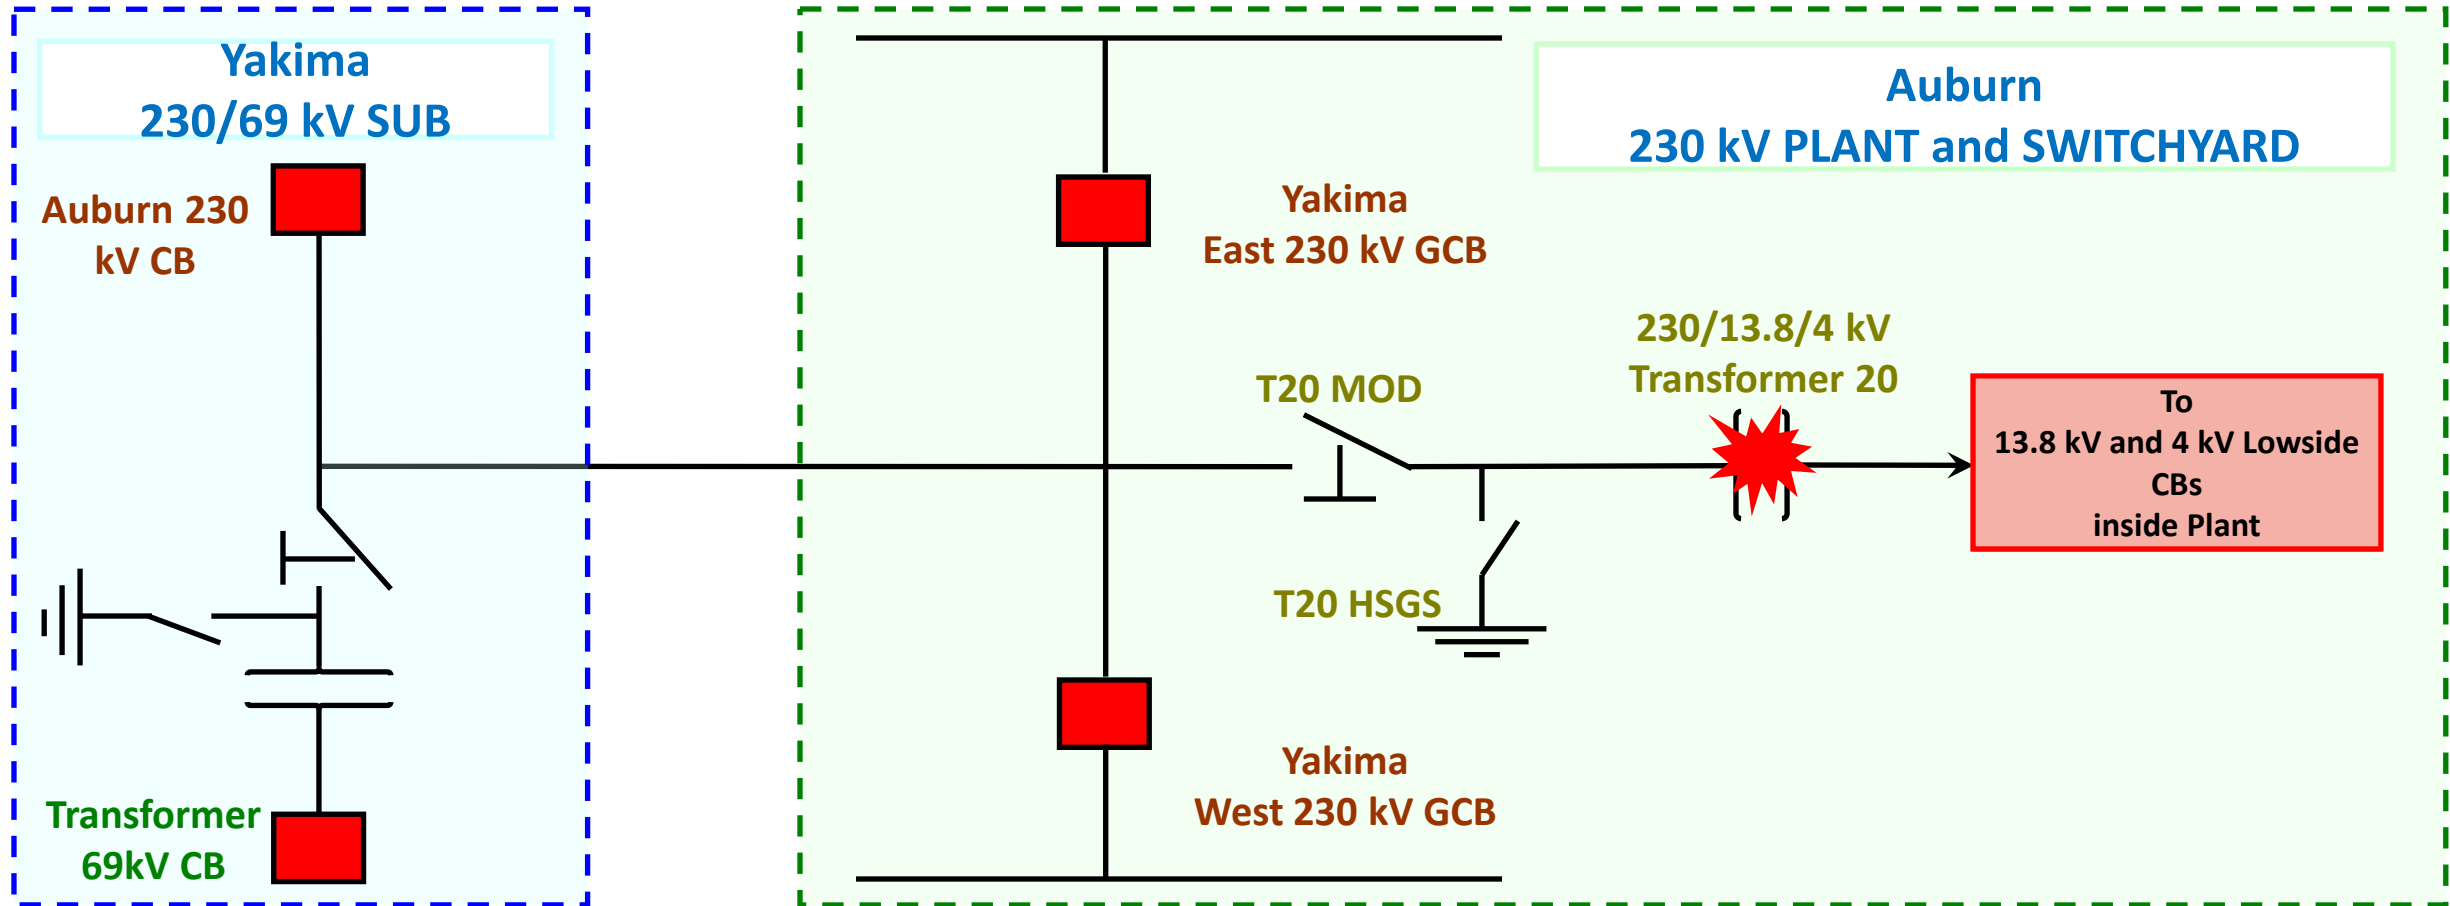 Yakima
230/69 kV SUB
Auburn 230
kV CB
Transformer
69kV CB
Auburn
230 kV PLANT and SWITCHYARD
Yakima
East 230 kV GCB
230/13.8/4 kV
Transformer 20
T20 MOD
To
13.8 kV and 4 kV Lowside
CBs
inside Plant
T20 HSGS
Yakima
West 230 kV GCB